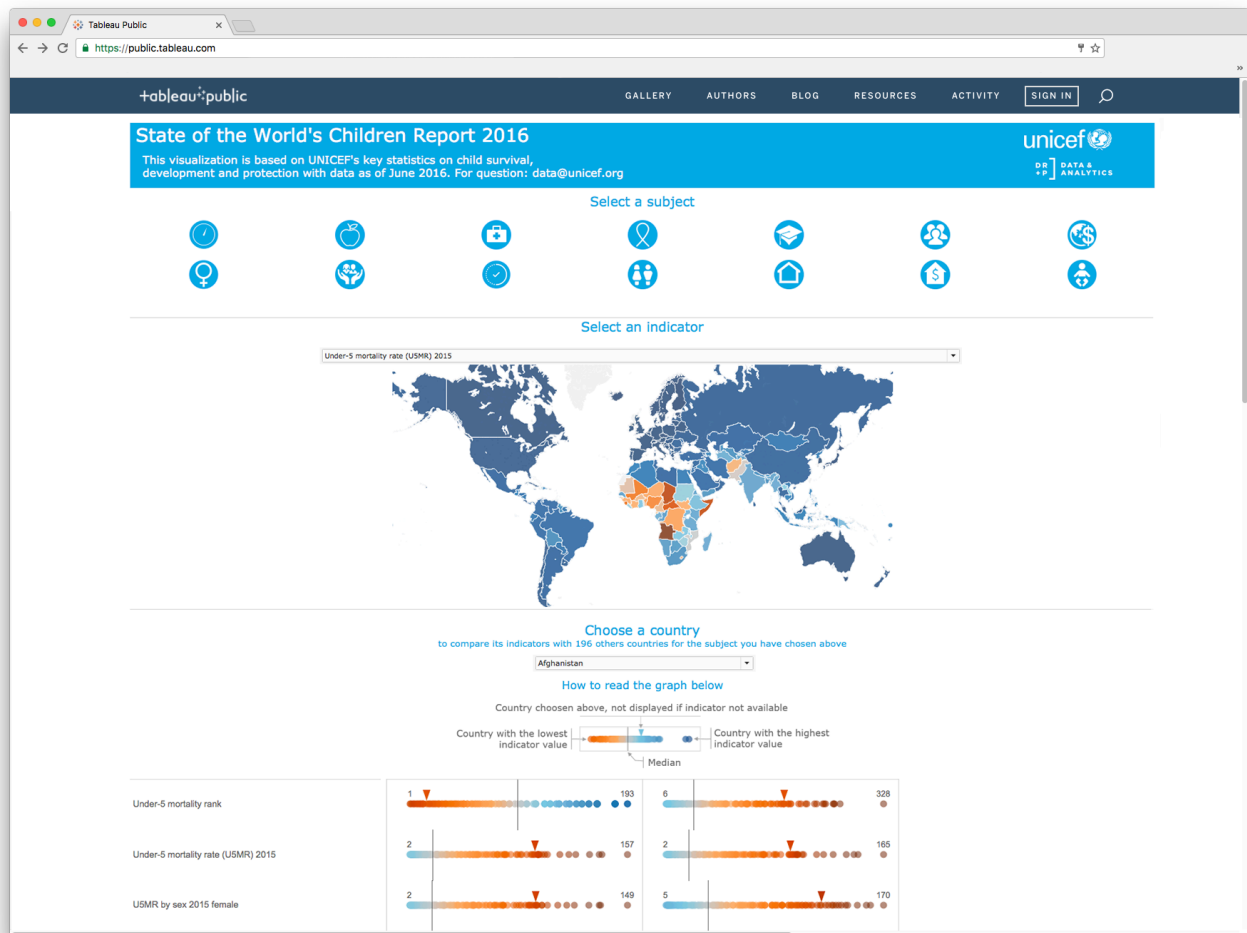 Tableau Public
https://public.tableau.com
+ableau public
GALLERY
AUTHORS
BLOG
RESOURCES
ACTIVITY
SIGN IN
State of the World's Children Report 2016
This visualization is based on UNICEF's key statistics on child survival,
development and protection with data as of June 2016. For question: data@unicef.org
unicef
DR
+P
DATA &
ANALYTICS
Select a subject
Select an indicator
Under-5 mortality rate (U5MR) 2015
Choose a country
to compare its indicators with 196 others countries for the subject you have chosen above
Afghanistan
How to read the graph below
Country choosen above, not displayed if indicator not available
Country with the lowest
indicator value
Country with the highest
indicator value
Median
Under-5 mortality rank
1
193
6
328
Under-5 mortality rate (U5MR) 2015
2
157
2
165
U5MR by sex 2015 female
2
149
5
170